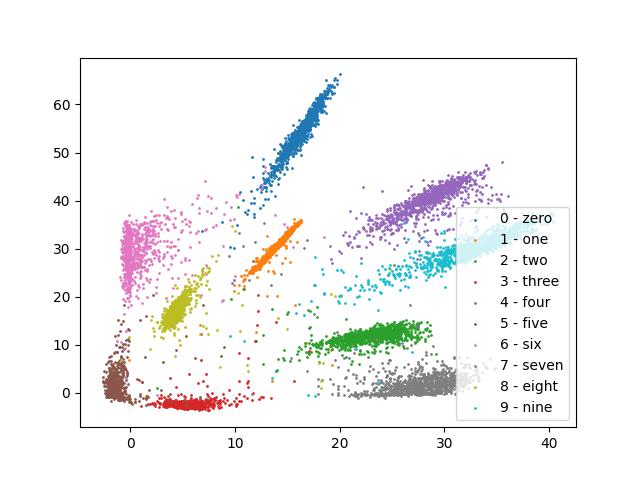 60
50
40
30
20
10
0
0 - zero
1 - one
2 - two
3 - three
4 - four
5 - five
6 - six
7 - seven
8 - eight
9 - nine
0 10 20 30 40